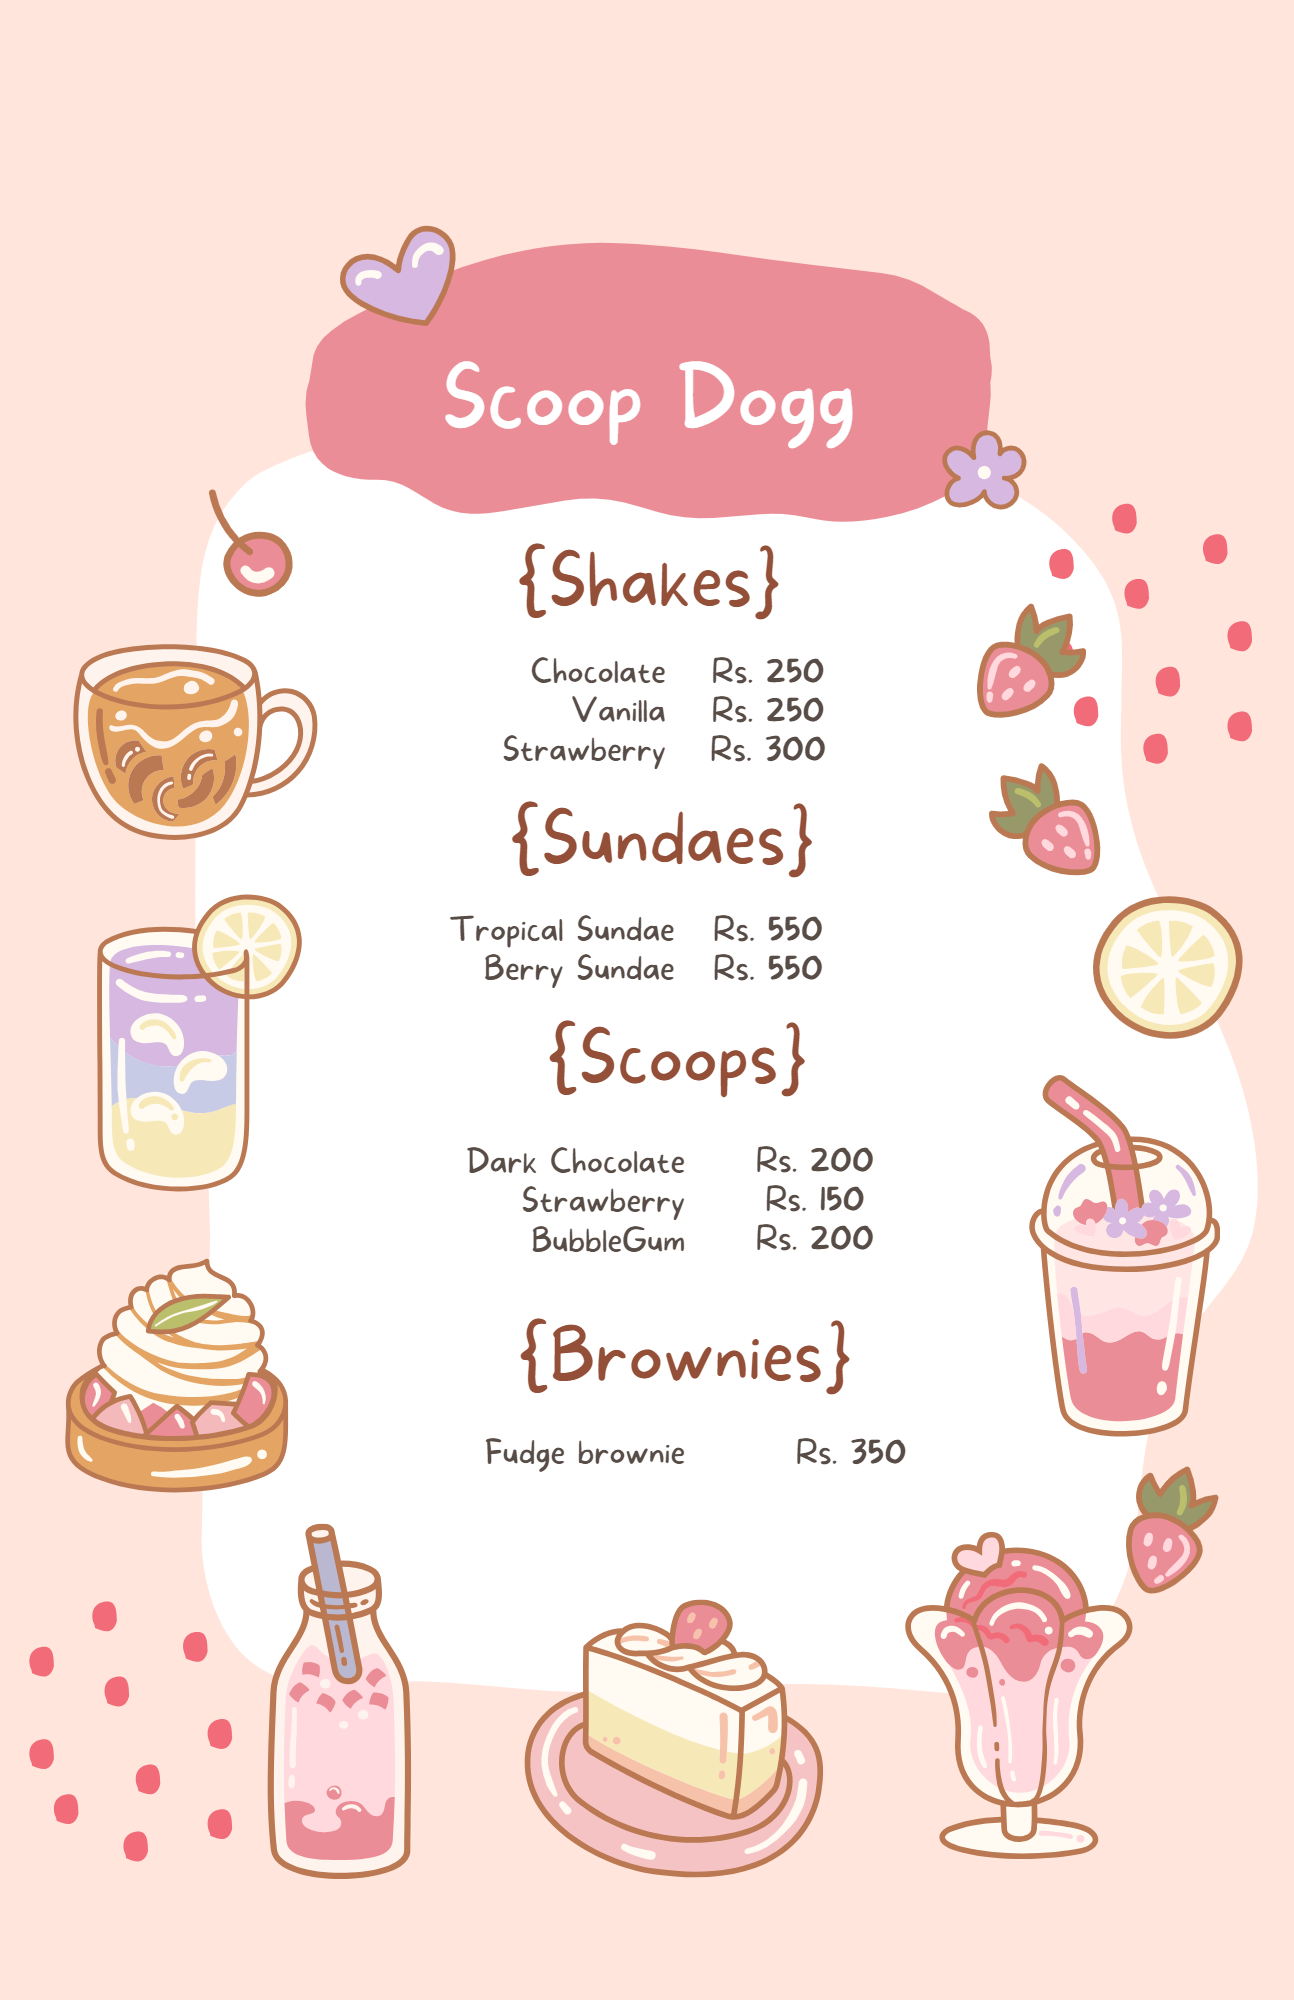 Scoop Dogg
{Shakes}
Chocolate Rs. 250
Vanilla Rs. 250
Strawberry Rs. 300
{Sundaes}
Tropical Sundae Rs. 550
Berry Sundae Rs. 550
{Scoops}
Dark Chocolate Rs. 200
Strawberry Rs. 150
BubbleGum Rs. 200
{Brownies}
Fudge brownie Rs. 350